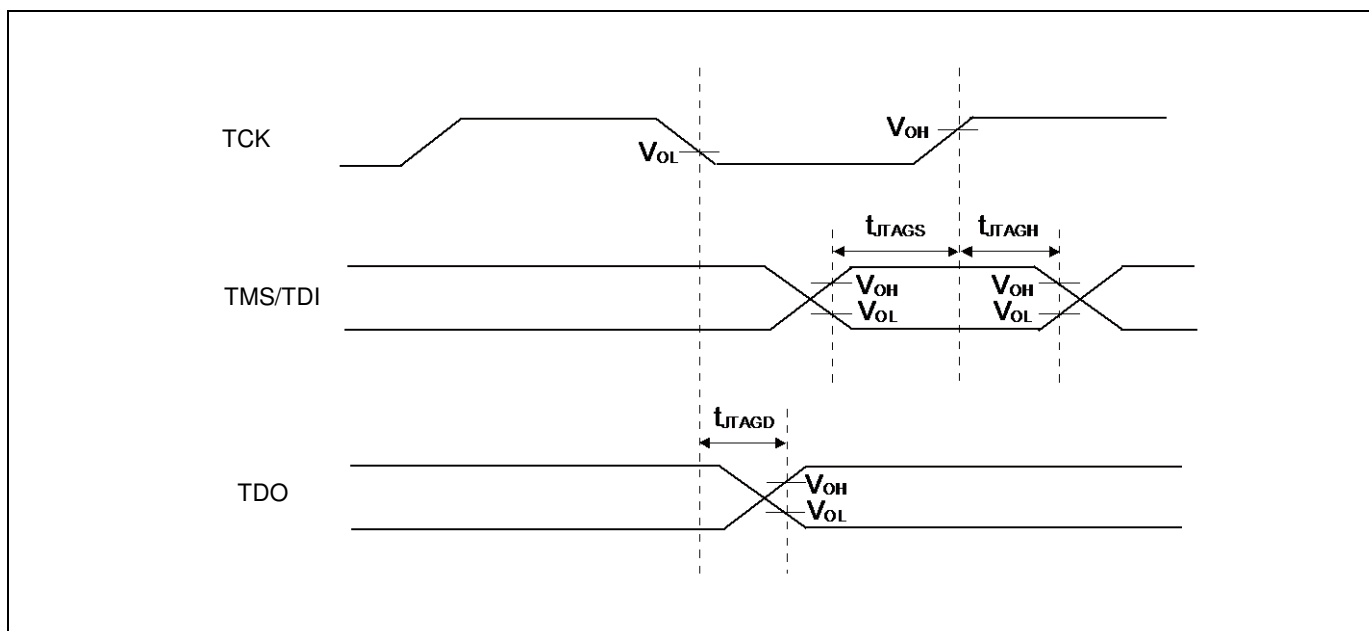 TCK
VOL
VOH
tJTAGS
tJTAGH
TMS/TDI
VOH
VOL
VOH
VOL
tJTAGD
TDO
VOH
VOL